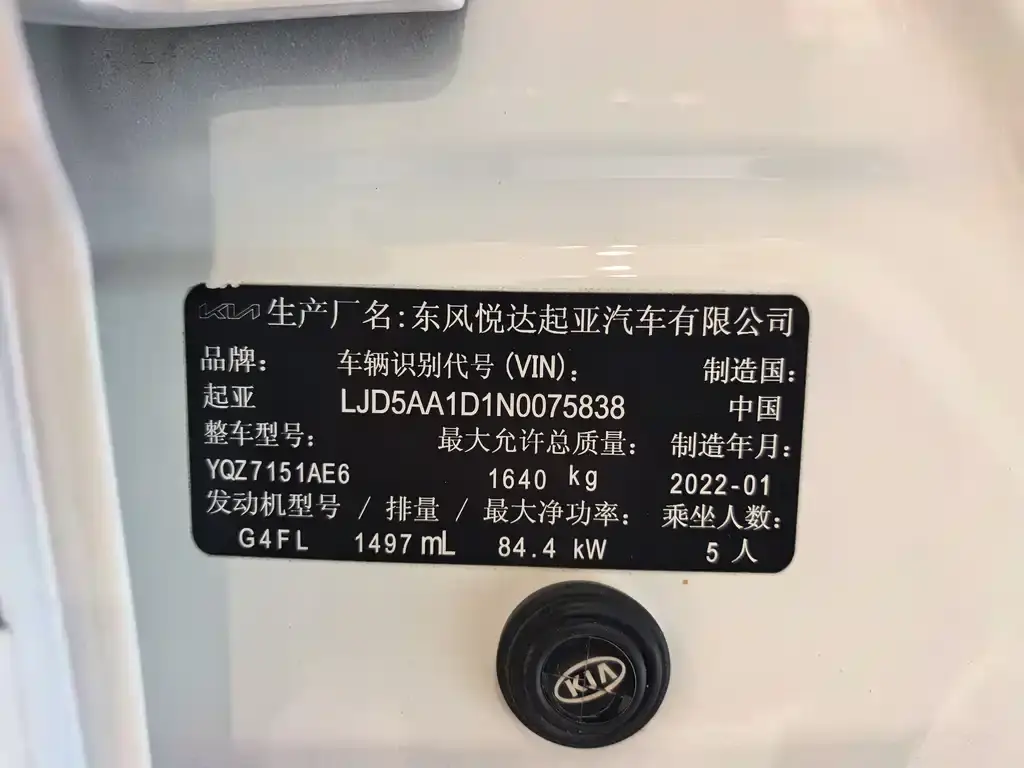 KIA 生产厂名:东风悦达起亚汽车有限公司
品牌: 车辆识别代号(VIN): 制造国:
起亚 LJD5AA1D1N0075838 中国
整车型号: 最大允许总质量: 制造年月:
YQZ7151AE6 1640 kg 2022-01
发动机型号 / 排量 / 最大净功率: 乘坐人数:
G4FL 1497 mL 84.4 kW 5 人
KIA